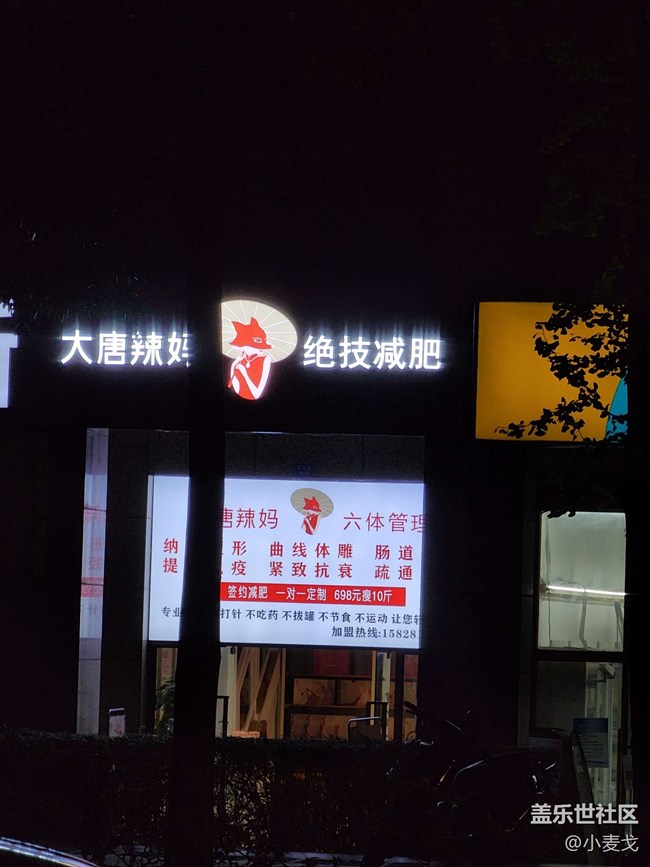 大唐辣妈 绝技减肥
唐辣妈 六体管理
纳 形 曲线体雕 肠道
提 疫 紧致抗衰 疏通
签约减肥 一对一定制 698元瘦10斤
专业 打针 不吃药 不拔罐 不节食 不运动 让您轻
加盟热线:15828
盖乐世社区
@小麦戈